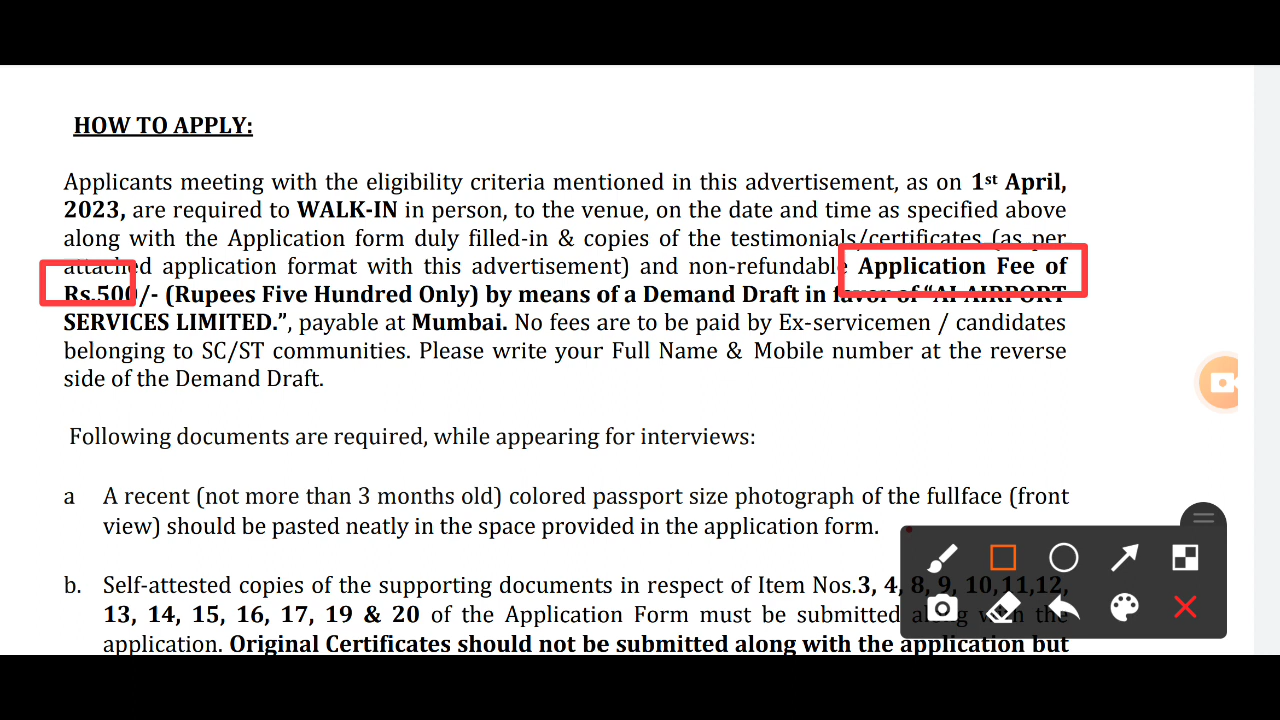 HOW TO APPLY:
Applicants meeting with the eligibility criteria mentioned in this advertisement, as on 1st April,
2023, are required to WALK-IN in person, to the venue, on the date and time as specified above
along with the Application form duly filled-in & copies of the testimonials/certificates (as per
attached application format with this advertisement) and non-refundable Application Fee of
Rs.500/- (Rupees Five Hundred Only) by means of a Demand Draft in favor of “AI AIRPORT
SERVICES LIMITED.”, payable at Mumbai. No fees are to be paid by Ex-servicemen / candidates
belonging to SC/ST communities. Please write your Full Name & Mobile number at the reverse
side of the Demand Draft.
Following documents are required, while appearing for interviews:
a A recent (not more than 3 months old) colored passport size photograph of the fullface (front
view) should be pasted neatly in the space provided in the application form.
b. Self-attested copies of the supporting documents in respect of Item Nos.3, 4, 8, 9, 10,11,12,
13, 14, 15, 16, 17, 19 & 20 of the Application Form must be submitted along with the
application. Original Certificates should not be submitted along with the application but